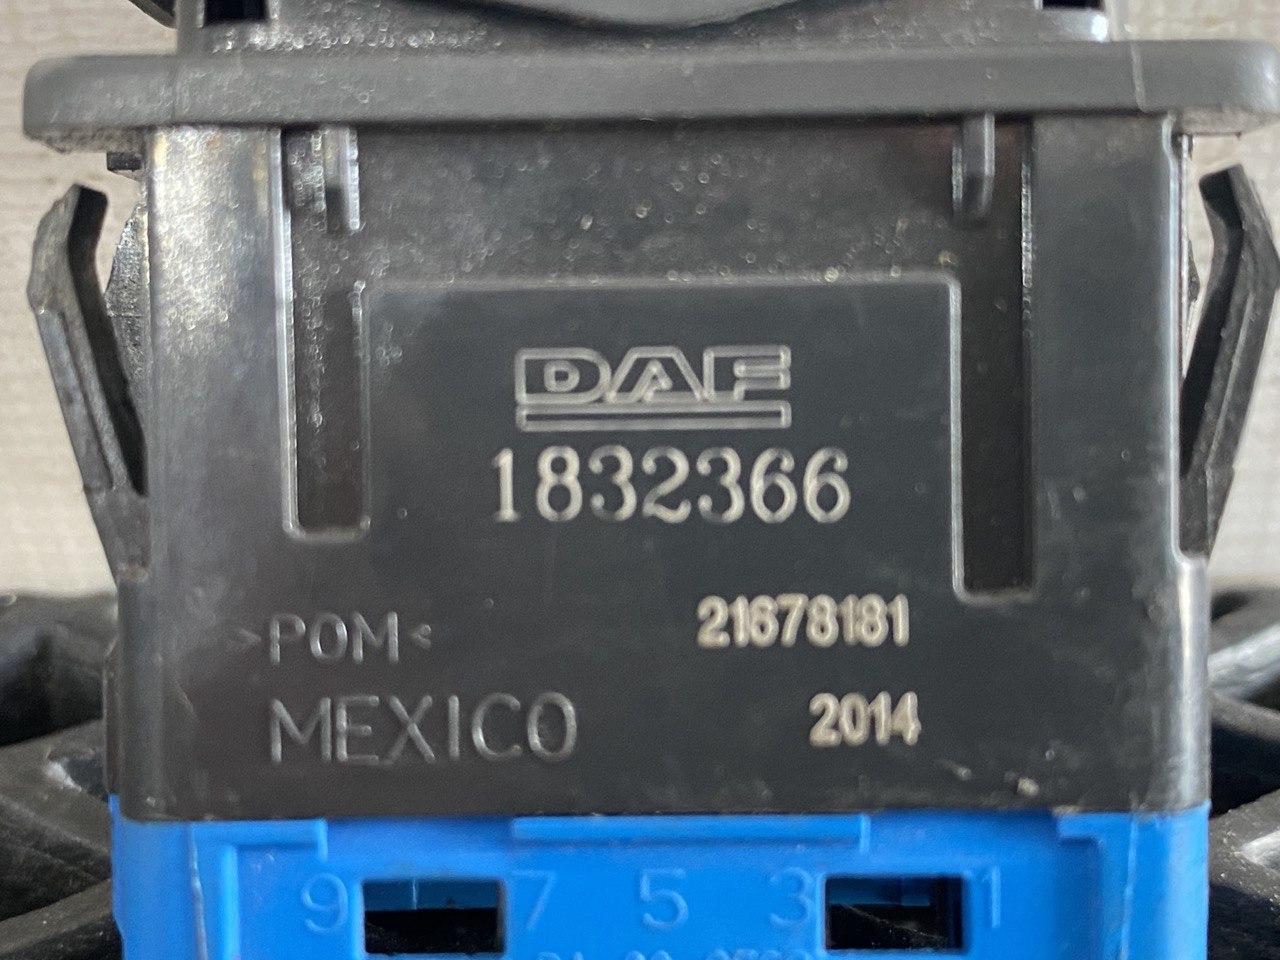 DAF
1832366
21678181
>POM<
2014
MEXICO
9 7 5 3 1